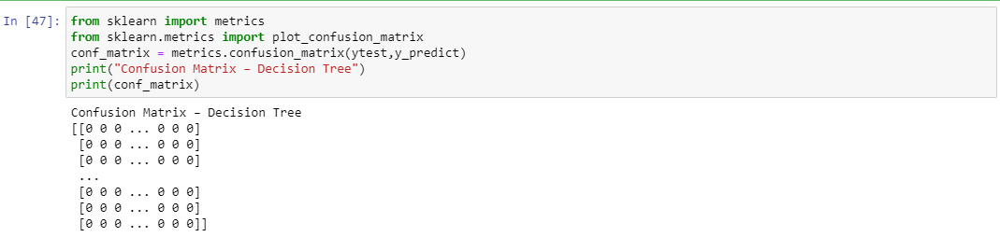 In [47]: from sklearn import metrics
from sklearn.metrics import plot_confusion_matrix
conf_matrix = metrics.confusion_matrix(ytest,y_predict)
print("Confusion Matrix – Decision Tree")
print(conf_matrix)
Confusion Matrix – Decision Tree
[[0 0 0 ... 0 0 0]
 [0 0 0 ... 0 0 0]
 [0 0 0 ... 0 0 0]
 ...
 [0 0 0 ... 0 0 0]
 [0 0 0 ... 0 0 0]
 [0 0 0 ... 0 0 0]]